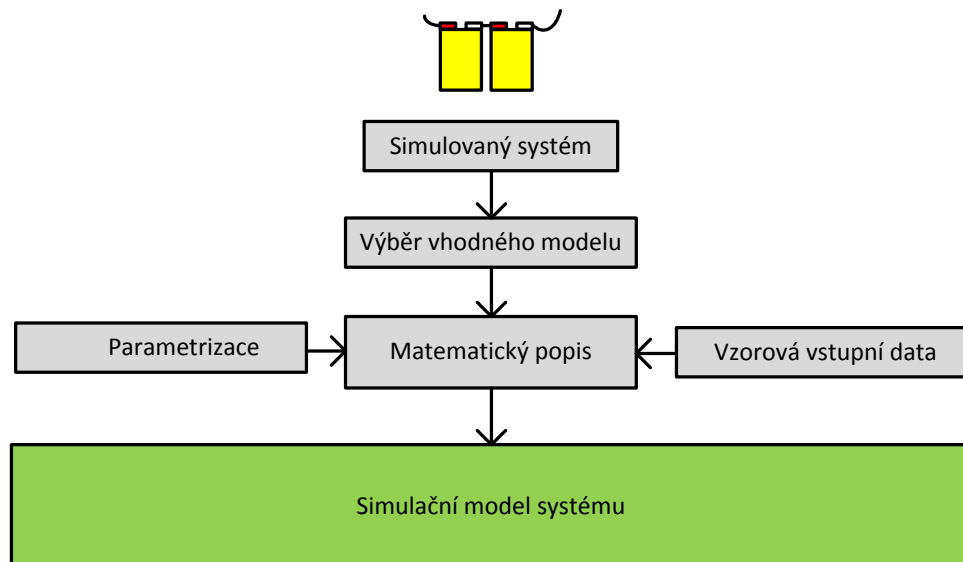 Simulovaný systém
Výběr vhodného modelu
Parametrizace
Matematický popis
Vzorová vstupní data
Simulační model systému